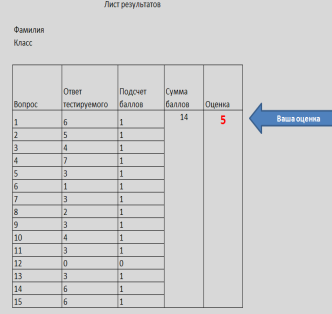 Лист результатов
Фамилия
Класс
Вопрос Ответ тестируемого Подсчет баллов Сумма баллов Оценка
1 6 1 14 5 Ваша оценка
2 5 1
3 4 1
4 7 1
5 3 1
6 1 1
7 3 1
8 2 1
9 3 1
10 4 1
11 3 1
12 0 0
13 3 1
14 6 1
15 6 1